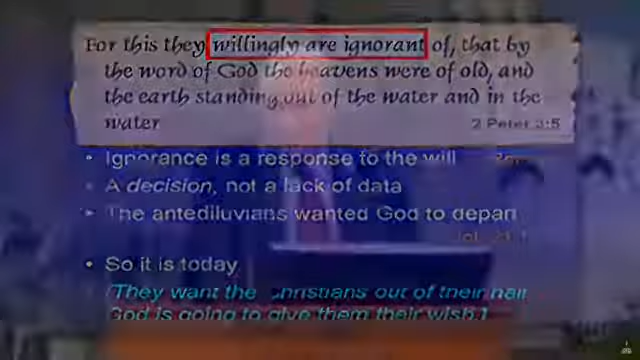 For this they willingly are ignorant of, that by
the word of God the heavens were of old, and
the earth standing out of the water and in the
water
2 Peter 3:5
• Ignorance is a response to the will
• A decision, not a lack of data
• The antediluvians wanted God to depart
• So it is today
[They want the Christians out of their hair
God is going to give them their wish.]